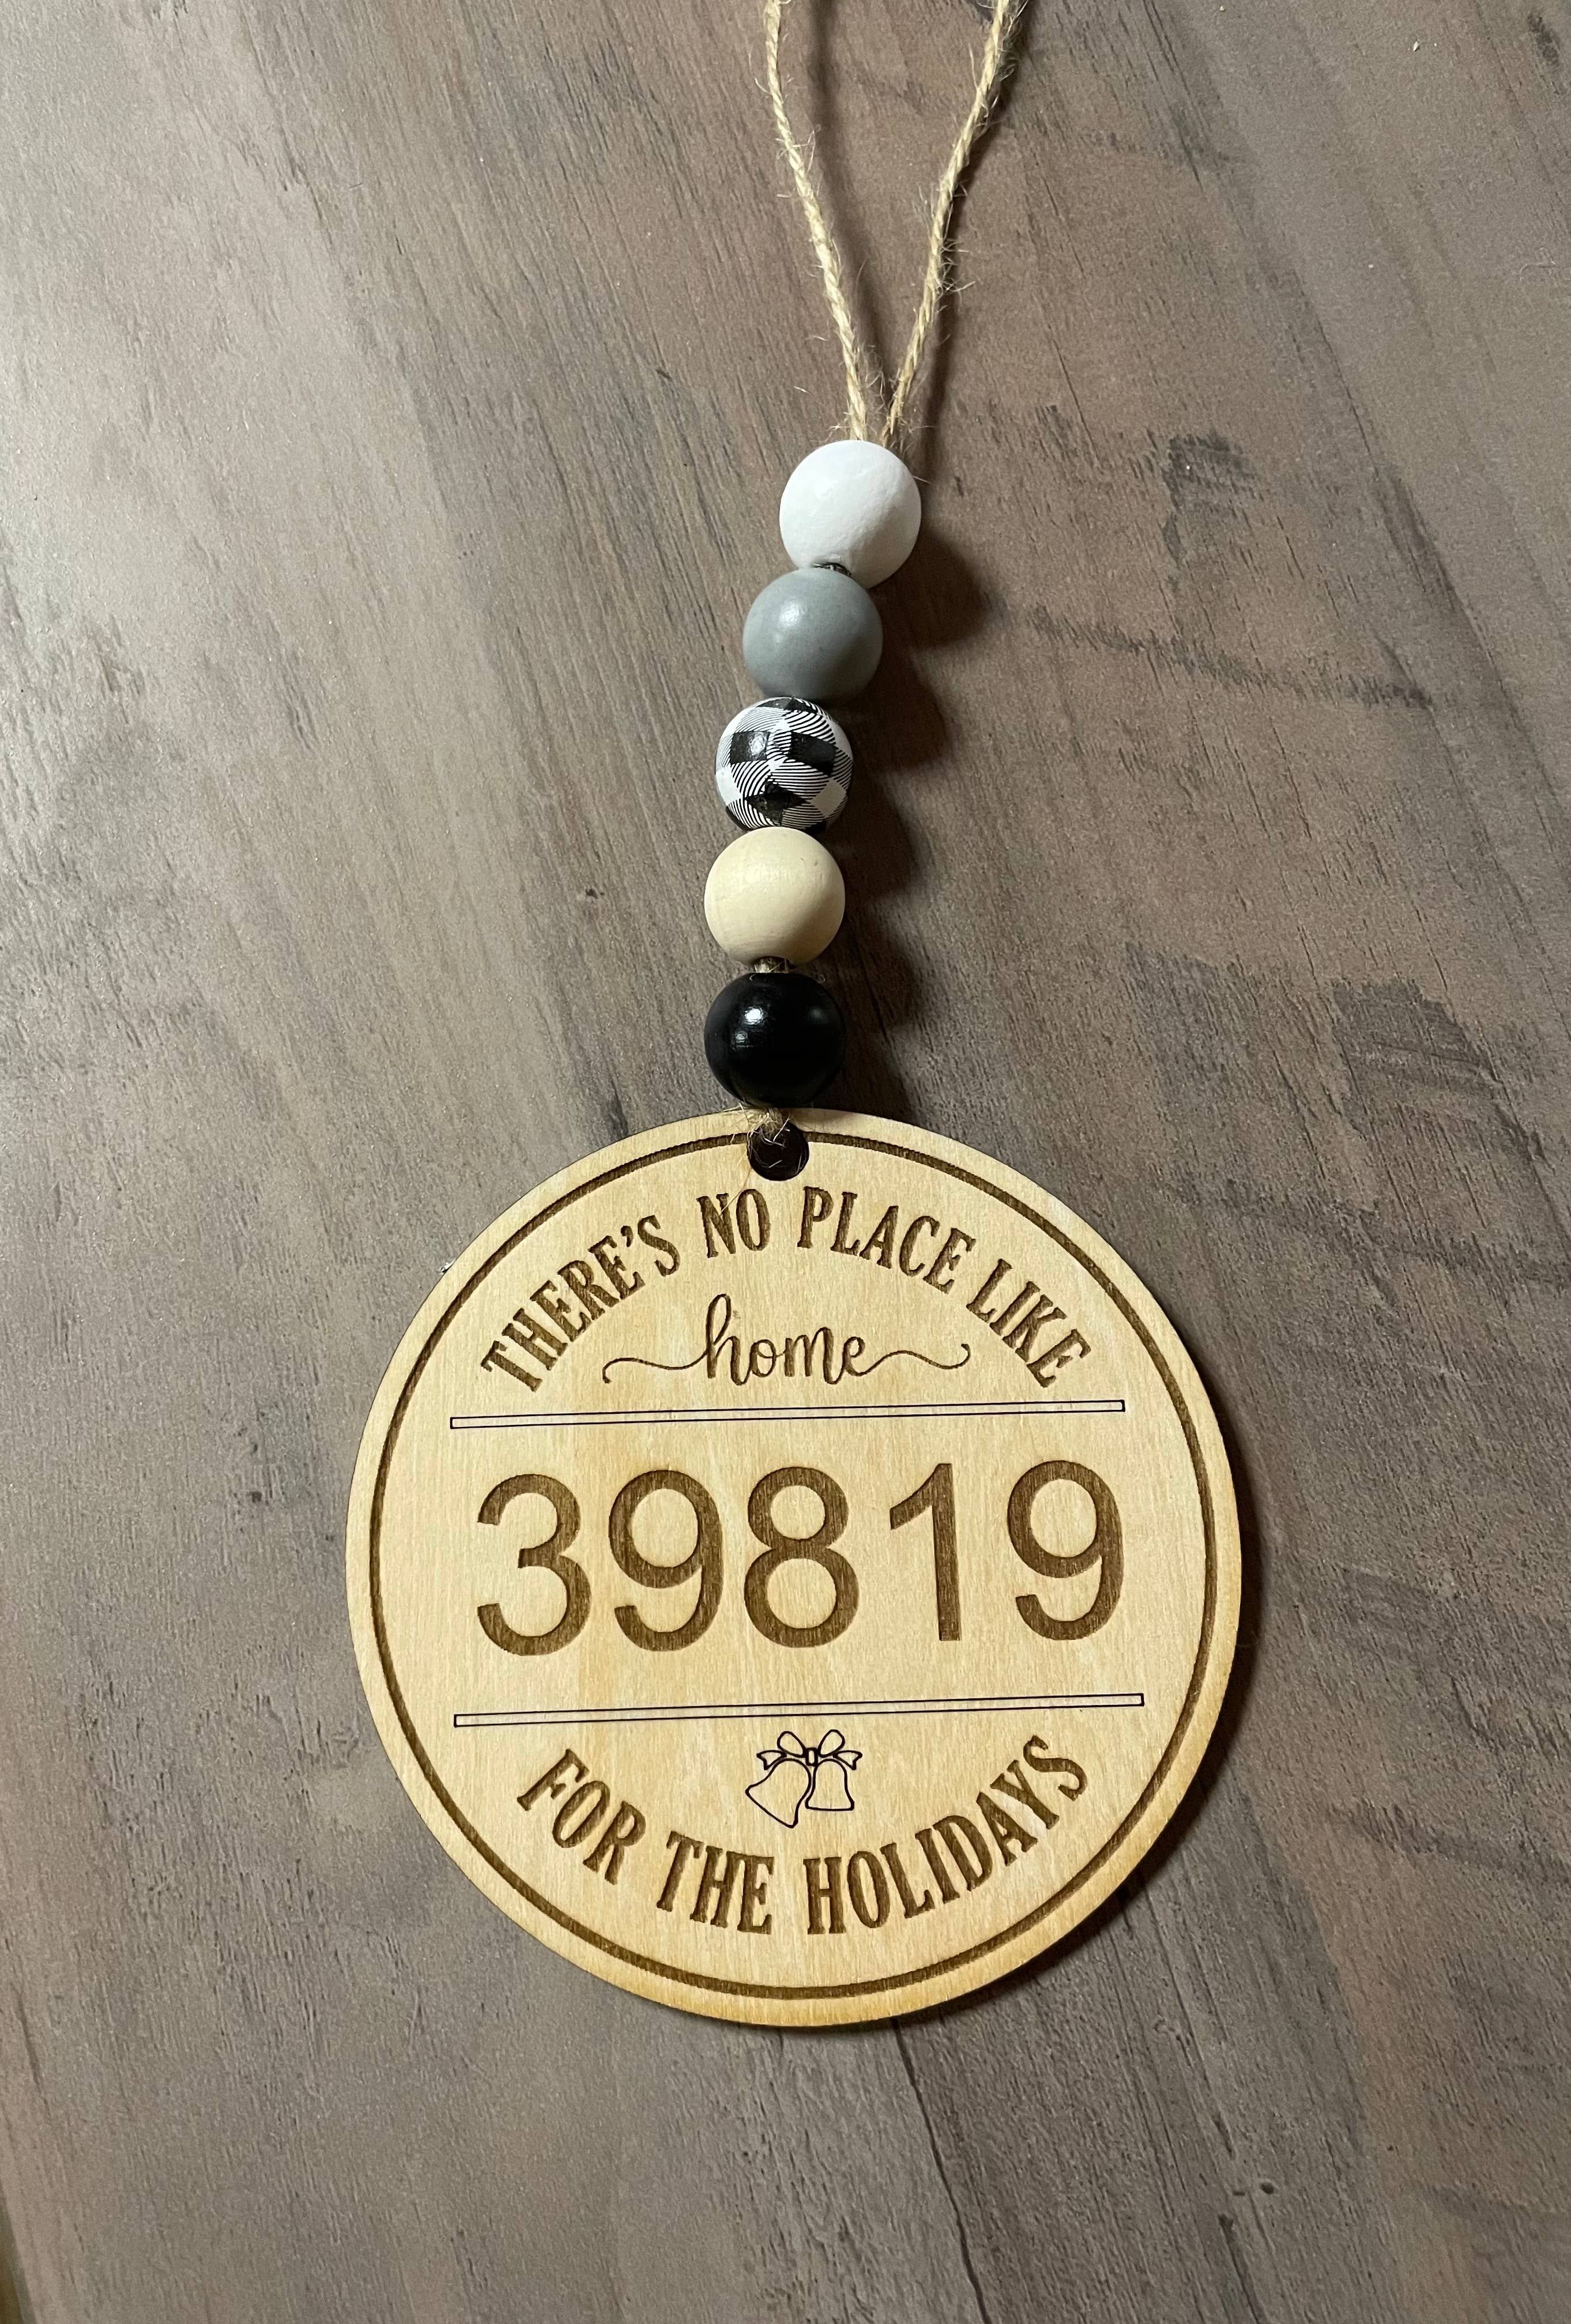 THERE'S NO PLACE LIKE
home
39819
FOR THE HOLIDAYS